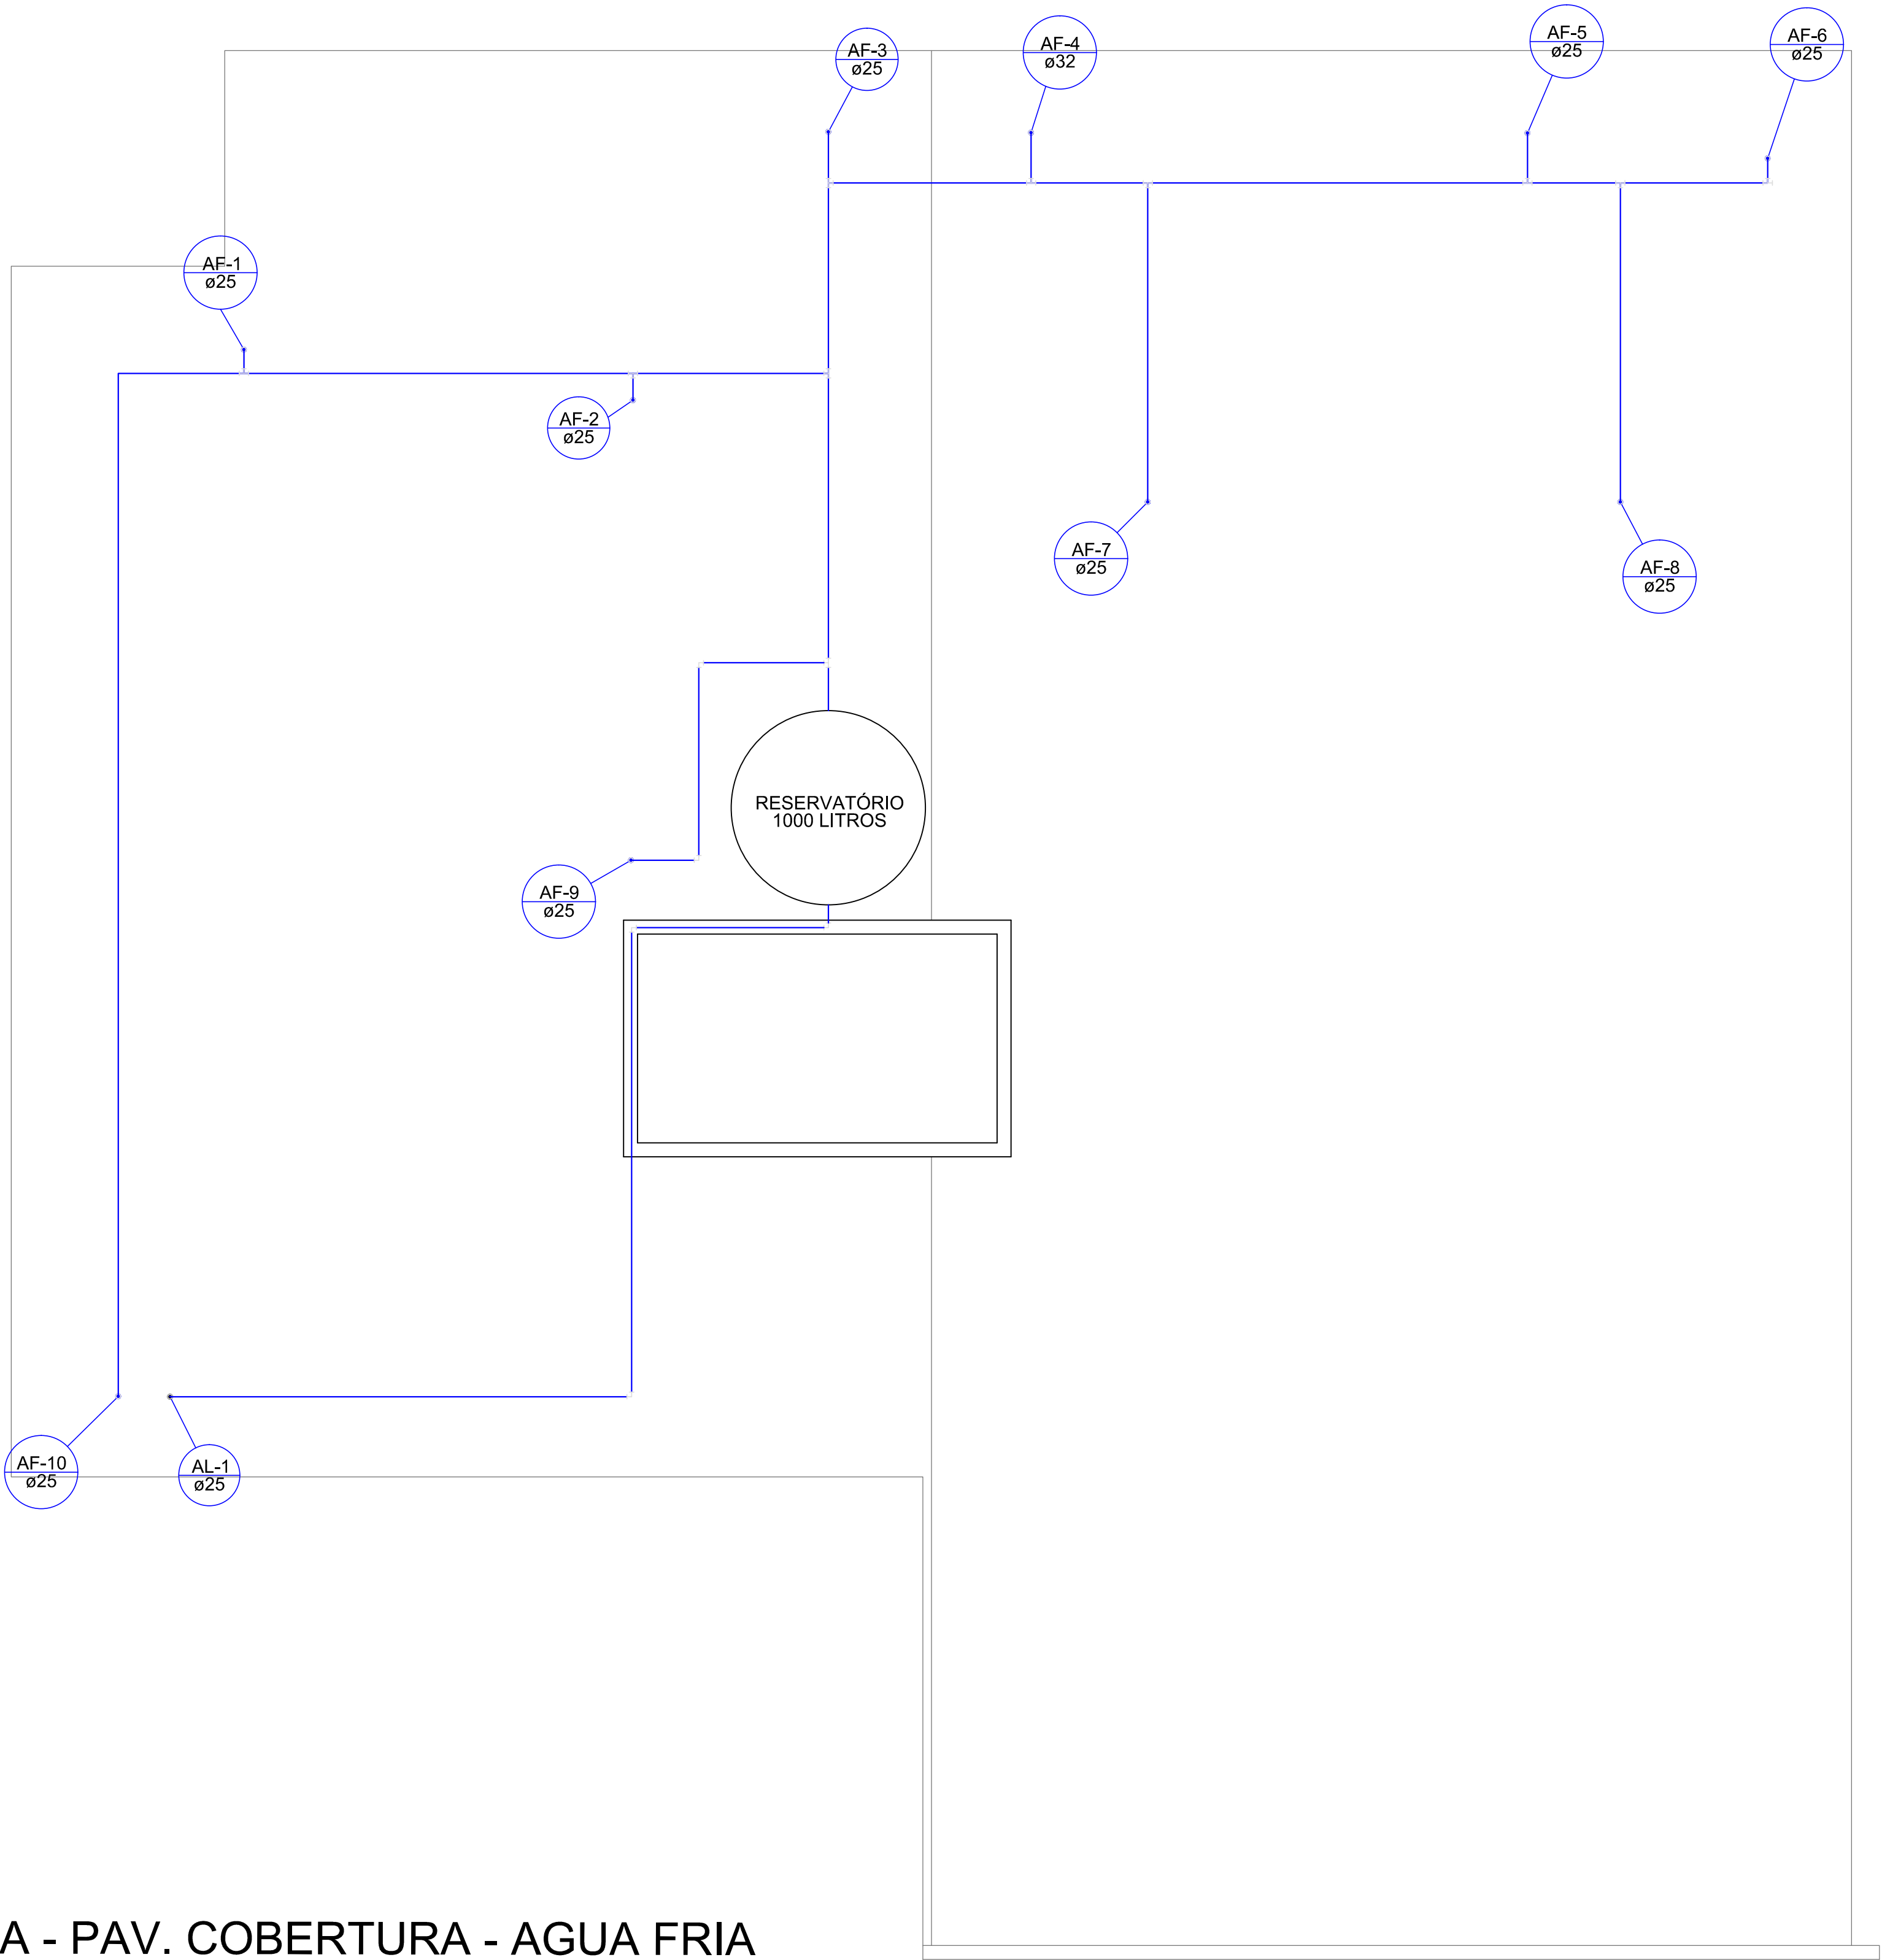 AF-3
ø25
AF-4
ø32
AF-5
ø25
AF-6
ø25
AF-1
ø25
AF-2
ø25
AF-7
ø25
AF-8
ø25
RESERVATÓRIO
1000 LITROS
AF-9
ø25
AF-10
ø25
AL-1
ø25
A - PAV. COBERTURA - AGUA FRIA